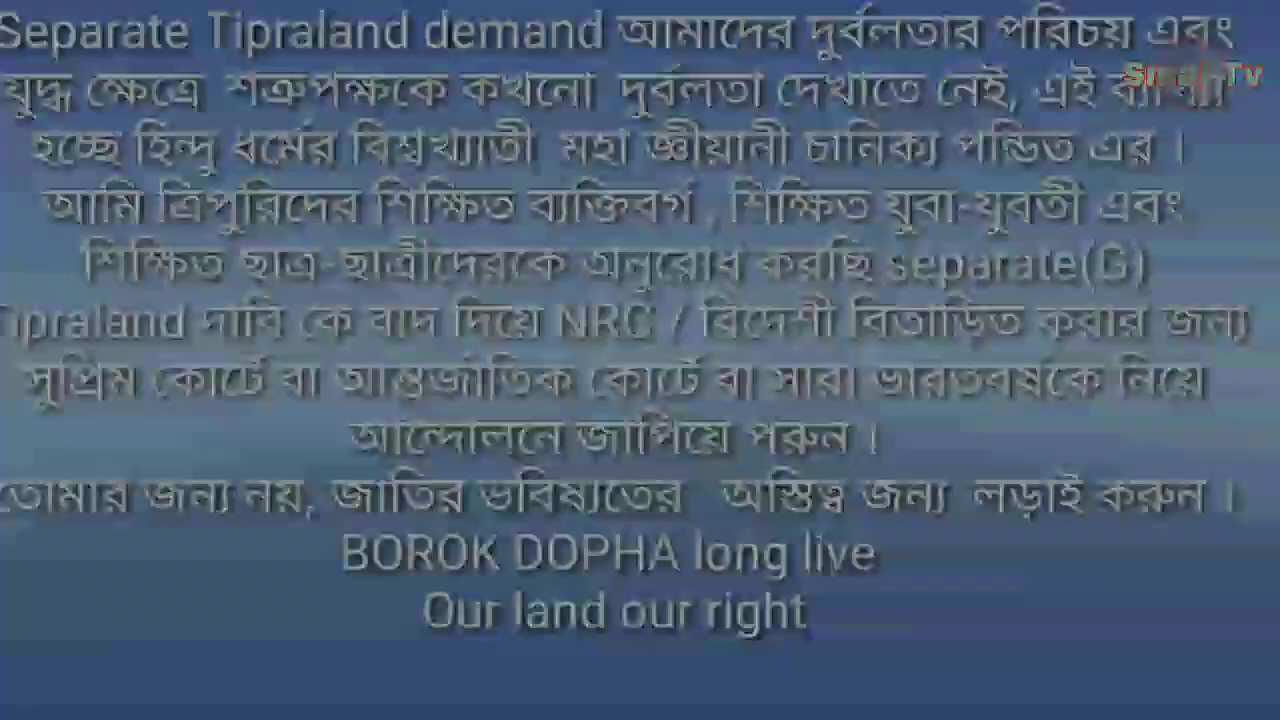 Separate Tipraland demand আমাদের দুর্বলতার পরিচয় এবং
যুদ্ধ ক্ষেত্রে শত্রুপক্ষকে কখনো দুর্বলতা দেখাতে নেই, এই
হচ্ছে হিন্দু ধর্মের বিশ্বখ্যাতী মহা জ্ঞীয়ানী চানিক্য পন্ডিত এর ।
আমি ত্রিপুরিদের শিক্ষিত ব্যক্তিবর্গ , শিক্ষিত যুবা-যুবতী এবং
শিক্ষিত ছাত্র-ছাত্রীদেরকে অনুরোধ করছি separate(G)
ipraland দাবি কে বাদ দিয়ে NRC / বিদেশী বিতাড়িত করার জন্য
সুপ্রিম কোর্টে বা আন্তর্জাতিক কোর্টে বা সারা ভারতবর্ষকে নিয়ে
আন্দোলনে জাপিয়ে পরুন ।
তোমার জন্য নয়, জাতির ভবিষ্যতের অস্তিত্ব জন্য লড়াই করুন ।
BOROK DOPHA long live
Our land our right